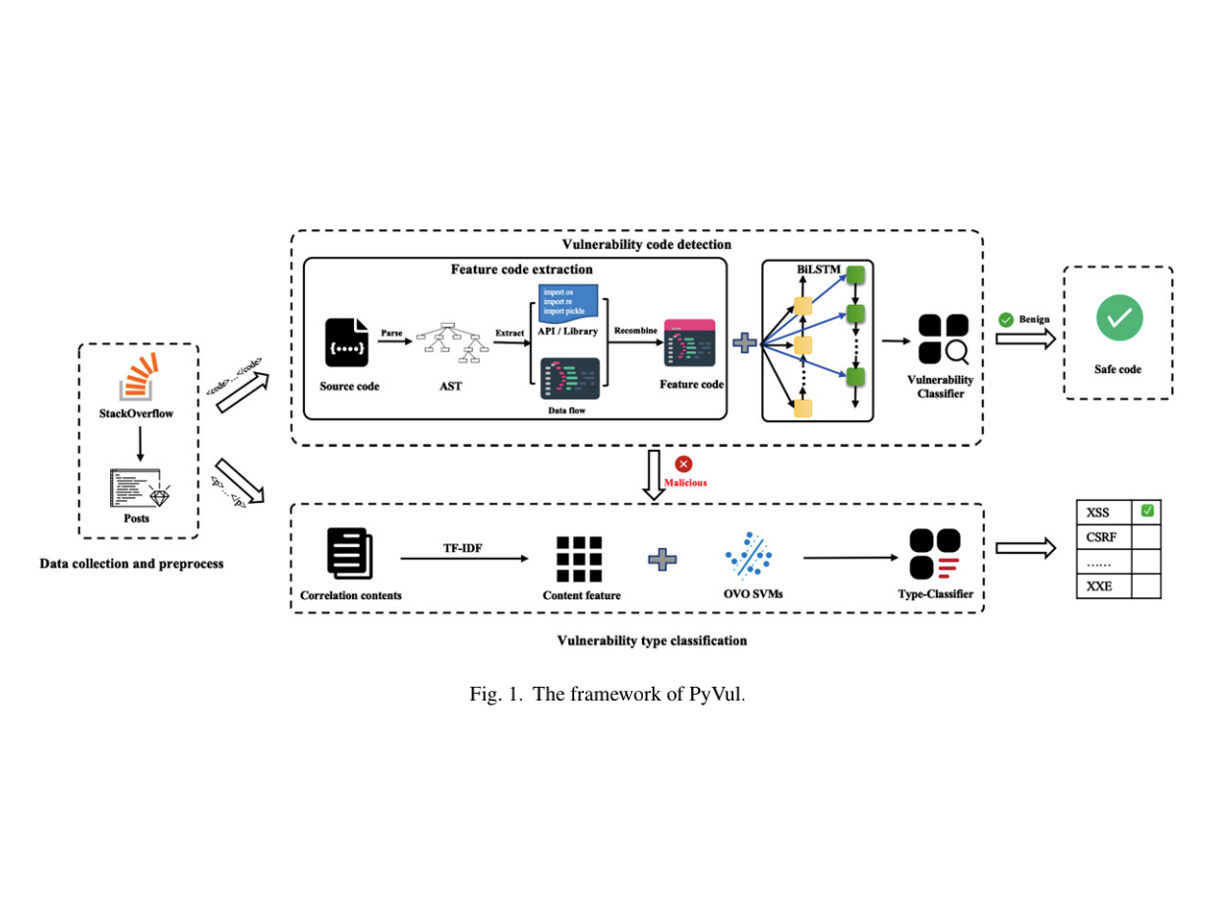 Vulnerability code detection
Feature code extraction
import os
import re
import pickle
API / Library
Parse
Extract
Recombine
{••••}
Source code
AST
Data flow
Feature code
BiLSTM
Vulnerability
Classifier
Benign
Safe code
StackOverflow
Posts
Data collection and preprocess
<code>…</code>
<p>…</p>
Malicious
Correlation contents
TF-IDF
Content feature
OVO SVMs
Type-Classifier
Vulnerability type classification
XSS
CSRF
……
XXE
Fig. 1. The framework of PyVul.